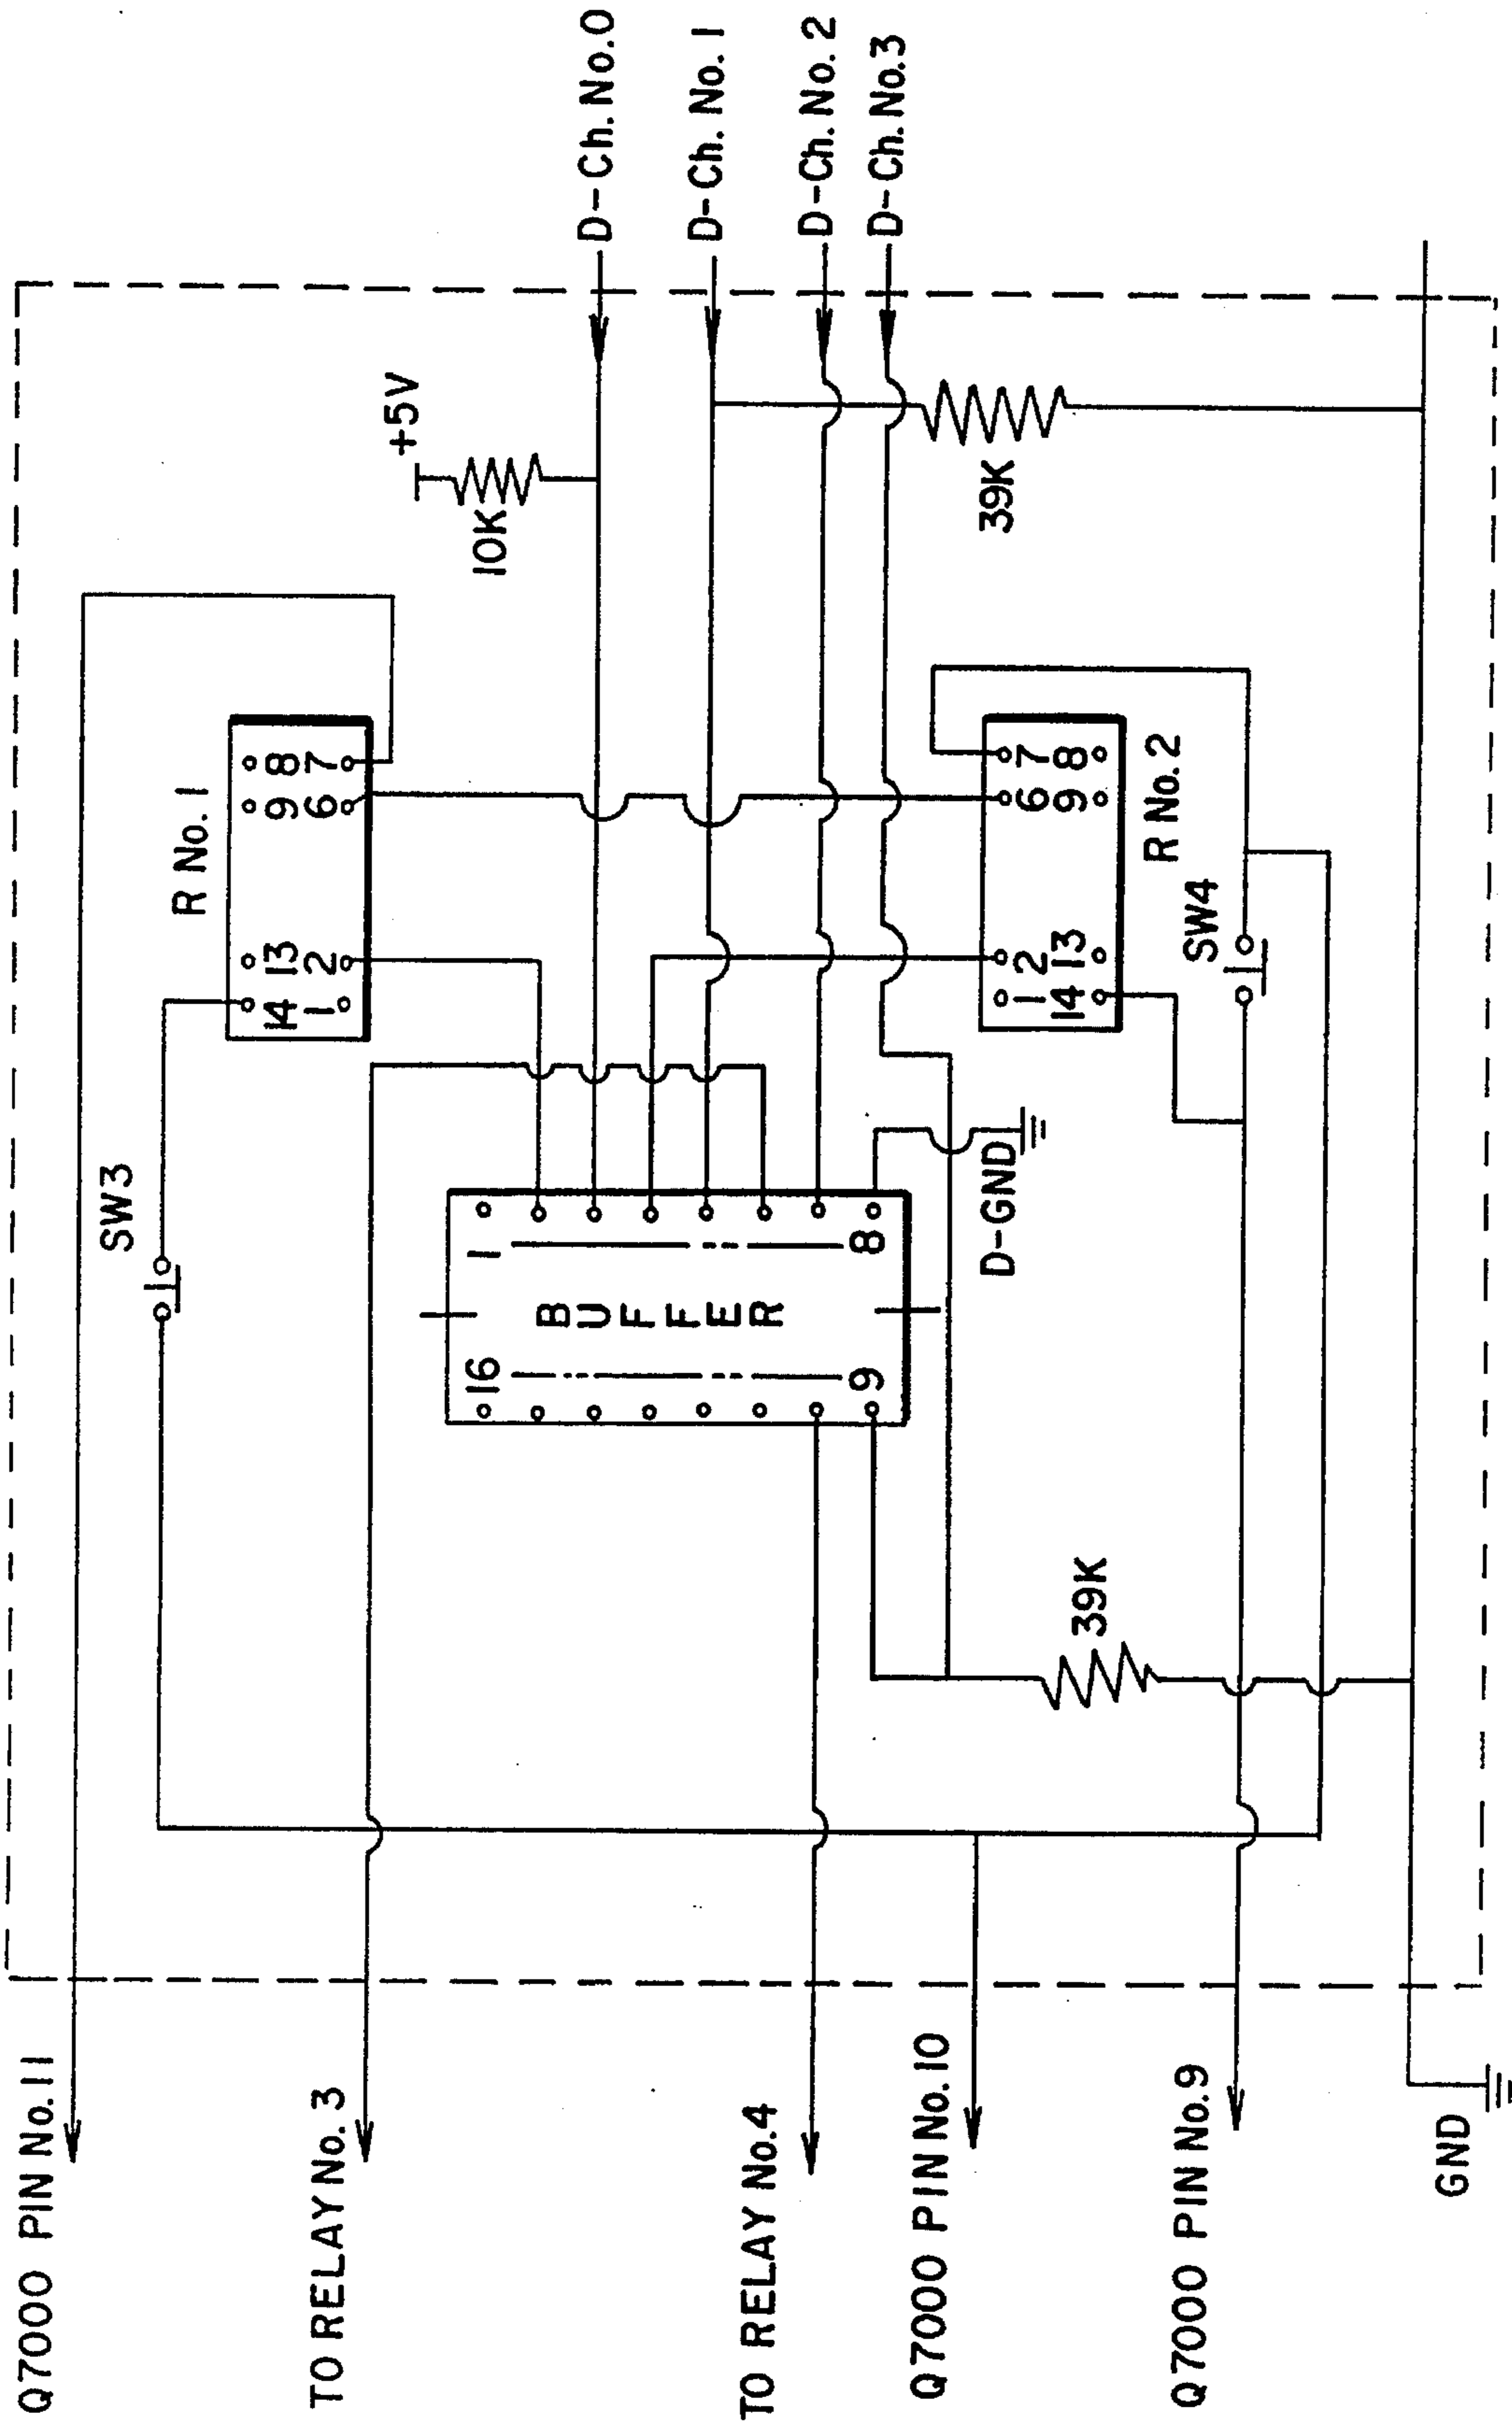 Q7000 PIN No.11
TO RELAY No. 3
TO RELAY No.4
Q7000 PIN No.10
Q7000 PIN No.9
GND
SW3
R No. 1
14 13 9 8
1 2 6 7
+5V
10K
D-Ch. No.0
D-Ch. No. 1
D-Ch. No. 2
D-Ch. No.3
16
1
BUFFER
9
8
D-GND
39K
1 2 6 7
14 13 9 8
R No. 2
SW4
39K